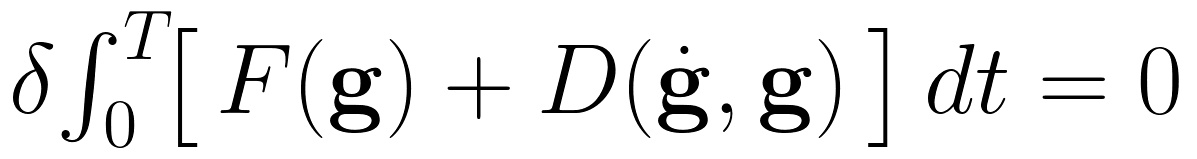 δ∫₀ᵀ[ F(𝐠) + D(𝐠̇, 𝐠) ] dt = 0